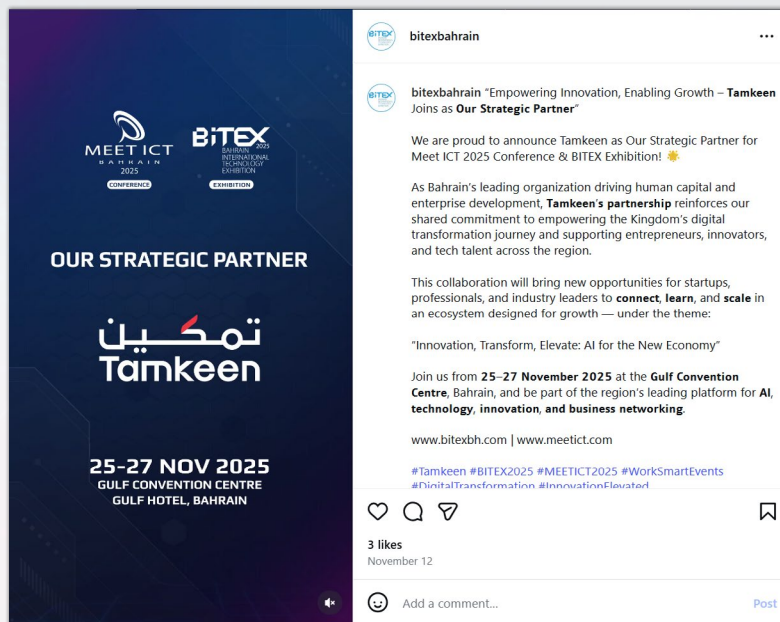 MEET ICT
BAHRAIN
2025
CONFERENCE
BiTEX
2025
BAHRAIN
INTERNATIONAL
TECHNOLOGY
EXHIBITION
EXHIBITION
OUR STRATEGIC PARTNER
تمكين
Tamkeen
25-27 NOV 2025
GULF CONVENTION CENTRE
GULF HOTEL, BAHRAIN
BiTEX
bitexbahrain
BiTEX
bitexbahrain “Empowering Innovation, Enabling Growth – Tamkeen
Joins as Our Strategic Partner”
We are proud to announce Tamkeen as Our Strategic Partner for
Meet ICT 2025 Conference & BITEX Exhibition! 🌟
As Bahrain’s leading organization driving human capital and
enterprise development, Tamkeen’s partnership reinforces our
shared commitment to empowering the Kingdom’s digital
transformation journey and supporting entrepreneurs, innovators,
and tech talent across the region.
This collaboration will bring new opportunities for startups,
professionals, and industry leaders to connect, learn, and scale in
an ecosystem designed for growth — under the theme:
“Innovation, Transform, Elevate: AI for the New Economy”
Join us from 25–27 November 2025 at the Gulf Convention
Centre, Bahrain, and be part of the region’s leading platform for AI,
technology, innovation, and business networking.
www.bitexbh.com | www.meetict.com
#Tamkeen #BITEX2025 #MEETICT2025 #WorkSmartEvents
#DigitalTransformation #InnovationElevated
3 likes
November 12
Add a comment...
Post